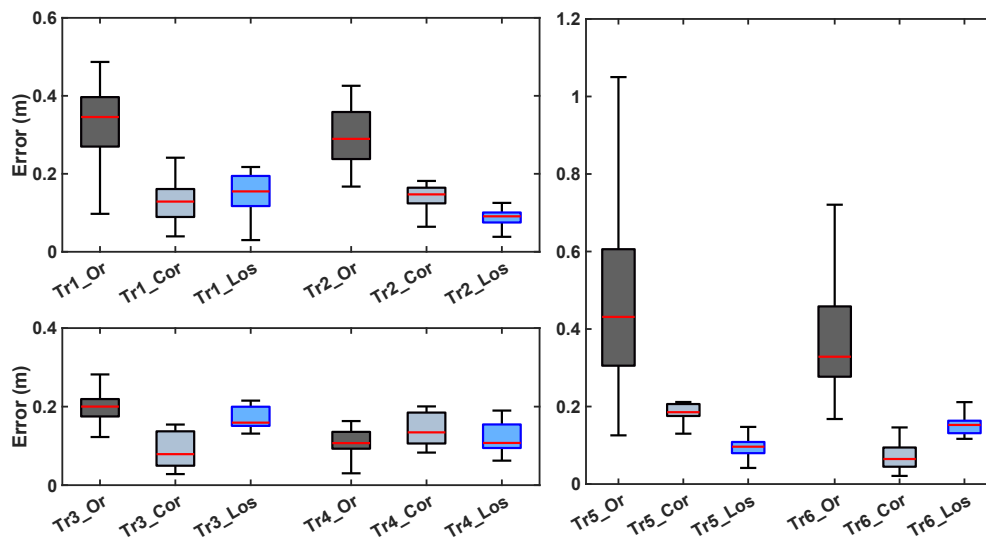 0.6
0.4
0.2
0
Error (m)
Tr1_Or
Tr1_Cor
Tr1_Los
Tr2_Or
Tr2_Cor
Tr2_Los
0.4
0.2
0
Error (m)
Tr3_Or
Tr3_Cor
Tr3_Los
Tr4_Or
Tr4_Cor
Tr4_Los
1.2
1
0.8
0.6
0.4
0.2
0
Tr5_Or
Tr5_Cor
Tr5_Los
Tr6_Or
Tr6_Cor
Tr6_Los